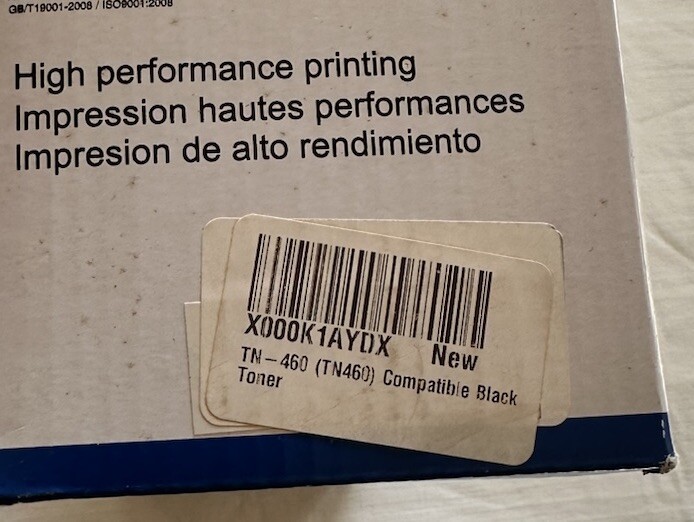 GB/T19001-2008 / ISO9001:2008
High performance printing
Impression hautes performances
Impresion de alto rendimiento
X000K1AYDX New
TN-460 (TN460) Compatible Black
Toner